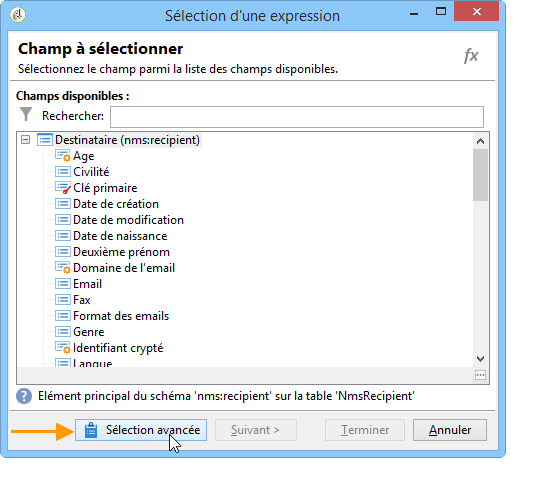 Sélection d'une expression
Champ à sélectionner
Sélectionnez le champ parmi la liste des champs disponibles.
fx
Champs disponibles :
Rechercher:
Destinataire (nms:recipient)
Age
Civilité
Clé primaire
Date de création
Date de modification
Date de naissance
Deuxième prénom
Domaine de l'email
Email
Fax
Format des emails
Genre
Identifiant crypté
Langue
Elément principal du schéma 'nms:recipient' sur la table 'NmsRecipient'
Sélection avancée
Suivant >
Terminer
Annuler